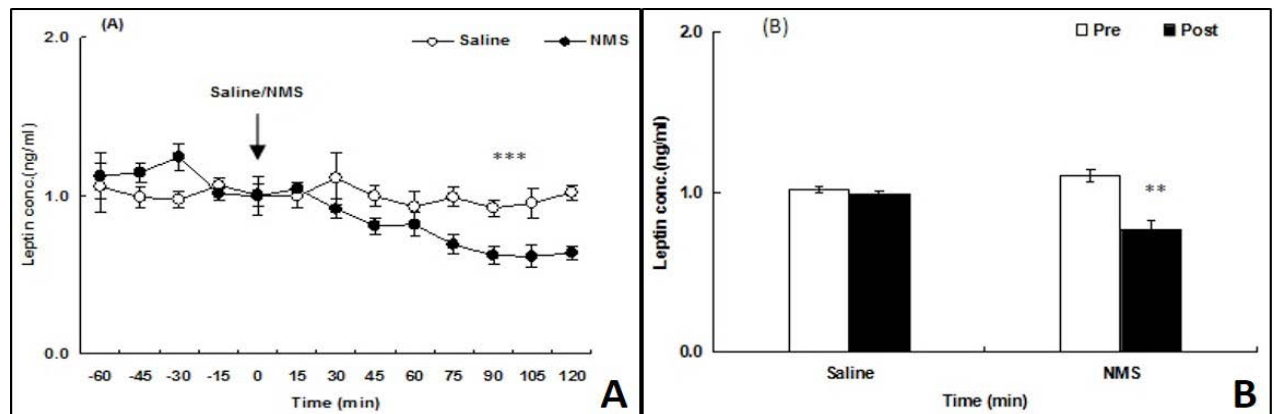 (A)
2.0
Saline NMS
Saline/NMS
***
1.0
Leptin conc.(ng/ml)
0.0
-60 -45 -30 -15 0 15 30 45 60 75 90 105 120
Time (min)
A
(B)
2.0
Pre Post
**
1.0
Leptin conc.(ng/ml)
0.0
Saline NMS
Time (min)
B